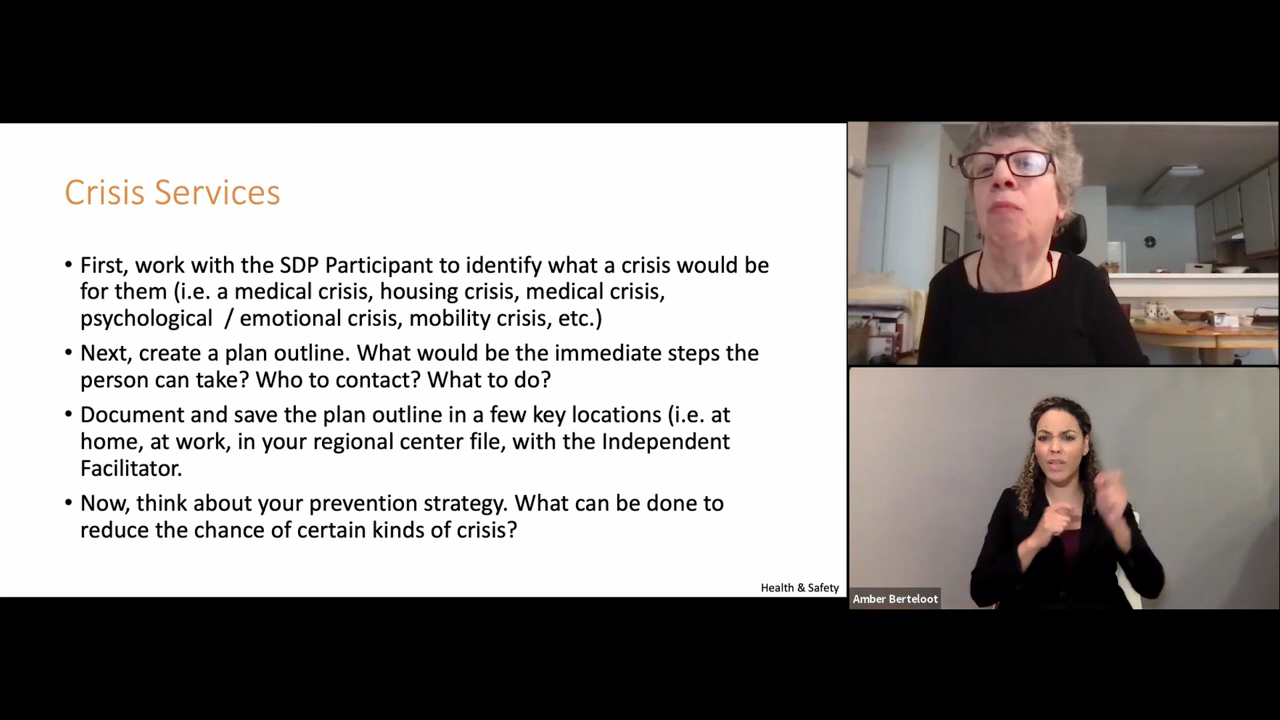 Crisis Services
• First, work with the SDP Participant to identify what a crisis would be
for them (i.e. a medical crisis, housing crisis, medical crisis,
psychological / emotional crisis, mobility crisis, etc.)
• Next, create a plan outline. What would be the immediate steps the
person can take? Who to contact? What to do?
• Document and save the plan outline in a few key locations (i.e. at
home, at work, in your regional center file, with the Independent
Facilitator.
• Now, think about your prevention strategy. What can be done to
reduce the chance of certain kinds of crisis?
Health & Safety
Amber Berteloot